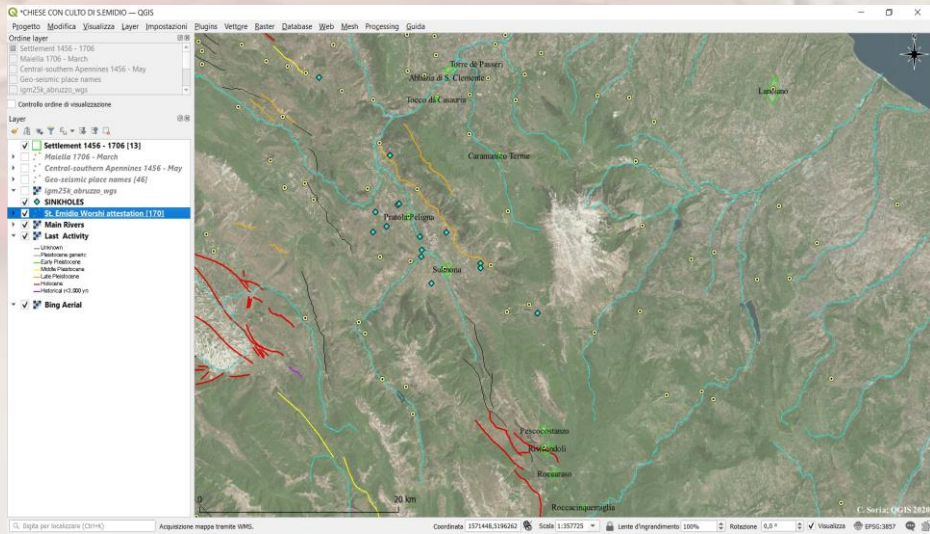 *CHIESE CON CULTO DI S.EMIDIO — QGIS
Progetto Modifica Visualizza Layer Impostazioni Plugins Vettore Raster Database Web Mesh Processing Guida
Ordine layer
Settlement 1456 - 1706
Maiella 1706 - March
Central-southern Apennines 1456 - May
Geo-seismic place names
igm25k_abruzzo_wgs
Controllo ordine di visualizzazione
Layer
Settlement 1456 - 1706 [13]
Maiella 1706 - March
Central-southern Apennines 1456 - May
Geo-seismic place names [46]
igm25k_abruzzo_wgs
SINKHOLES
St. Emidio Worshi attestation [170]
Main Rivers
Last Activity
Unknown
Pleistocene generic
Early Pleistocene
Middle Pleistocene
Late Pleistocene
Holocene
Historical (<3,000 yr)
Bing Aerial
Torre de Passeri
Abbazia di S. Clemente
Tocco da Casauria
Lanciano
Caramanico Terme
Pratola Peligna
Sulmona
Pescocostanzo
Rivisondoli
Roccaraso
Roccacinquemiglia
0 20 km
C. Soria; QGIS 2020
Digita per localizzare (Ctrl+K) Acquisizione mappa tramite WMS. Coordinata 1571448,5196262 Scala 1:357725 Lente d'ingrandimento 100% Rotazione 0,0 ° Visualizza EPSG:3857